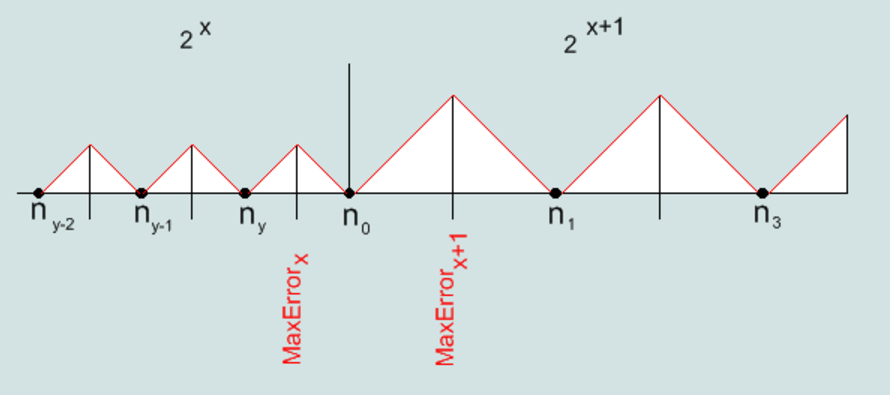 2^x 2^x+1
n_y-2 n_y-1 n_y n_0 n_1 n_3
MaxError_x
MaxError_x+1